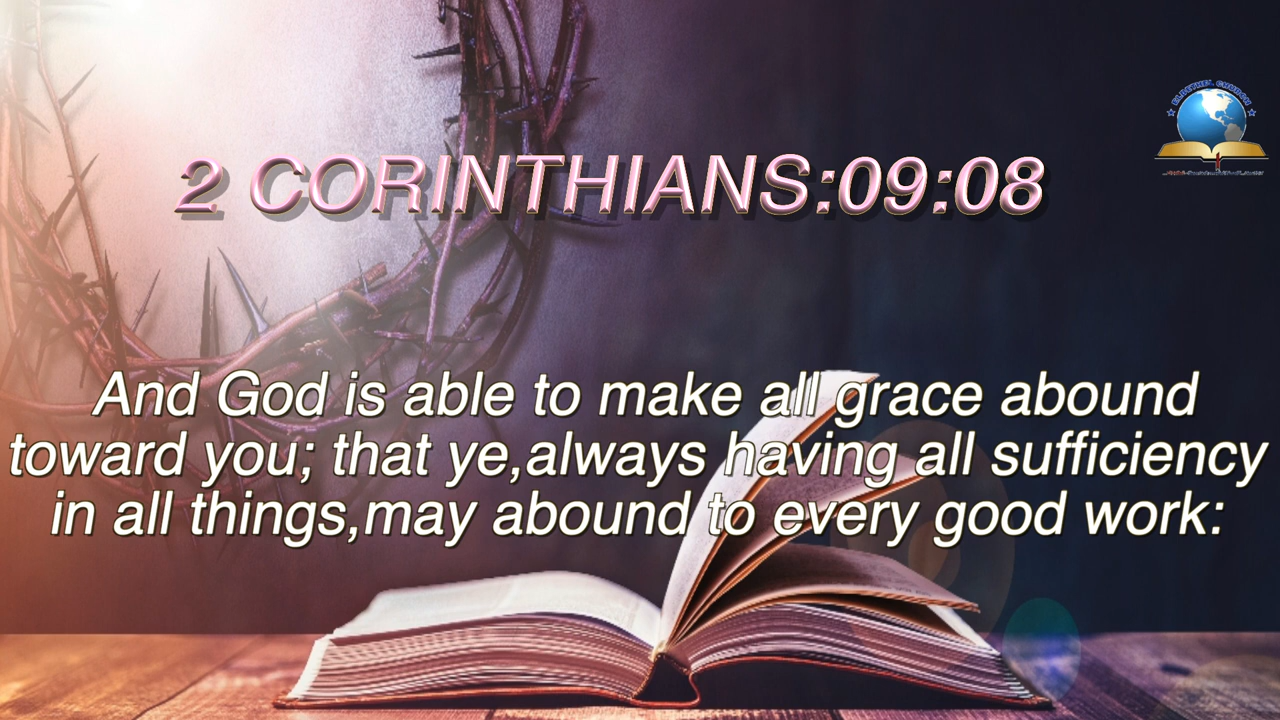 2 CORINTHIANS:09:08
And God is able to make all grace abound
toward you; that ye,always having all sufficiency
in all things,may abound to every good work: